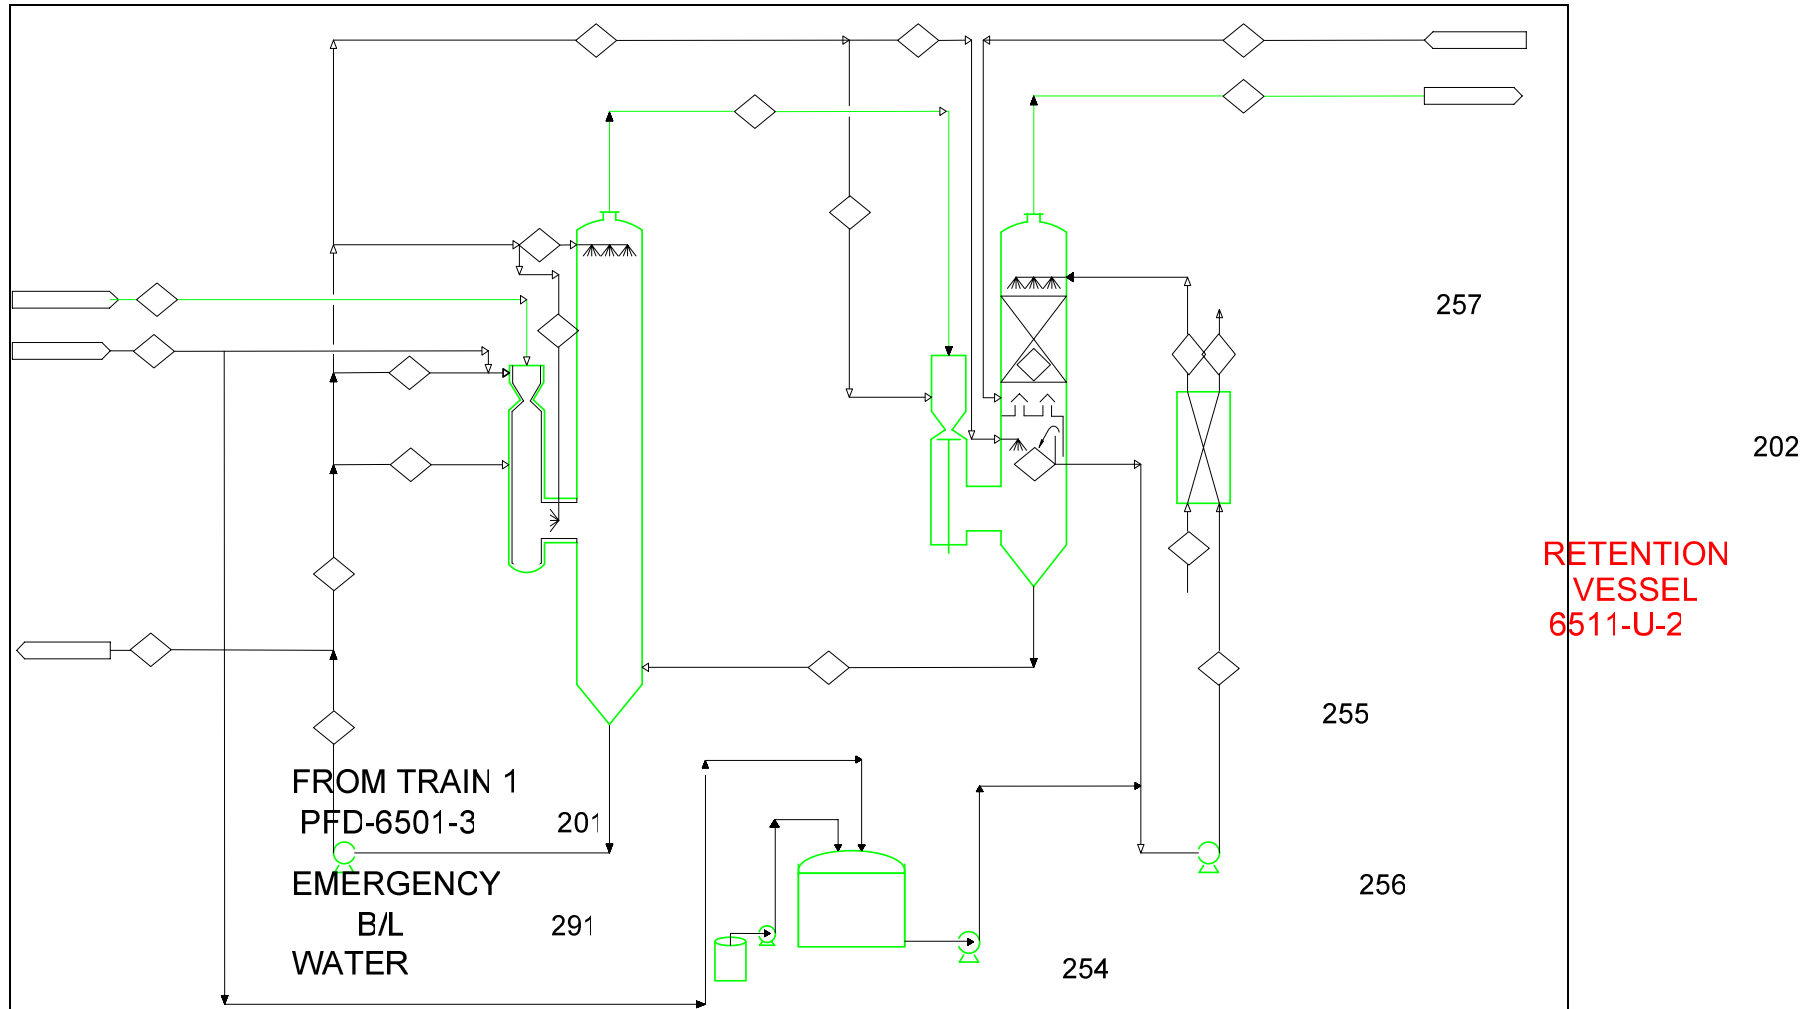 257
202
RETENTION
VESSEL
6511-U-2
255
FROM TRAIN 1
PFD-6501-3
201
EMERGENCY
256
B/L
291
WATER
254